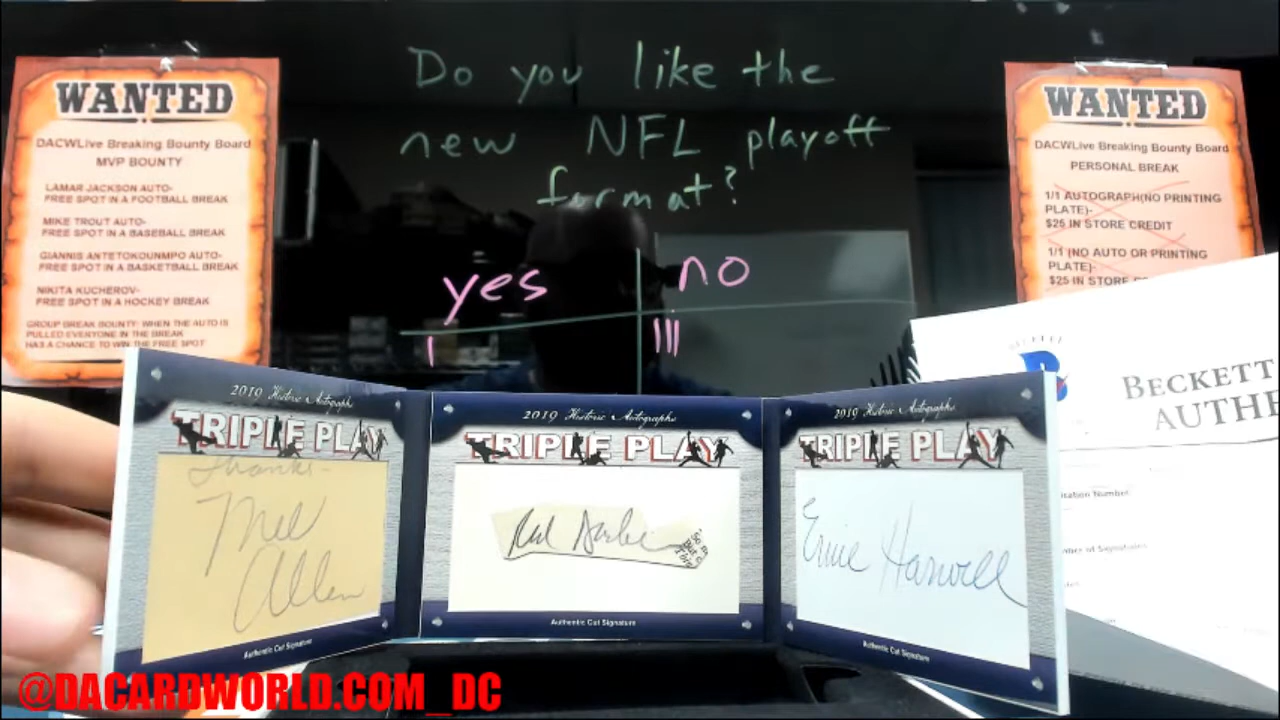 Do you like the
new NFL playoff
format?
yes
no
WANTED
DACWLive Breaking Bounty Board
MVP BOUNTY
LAMAR JACKSON AUTO-
FREE SPOT IN A FOOTBALL BREAK
MIKE TROUT AUTO-
FREE SPOT IN A BASEBALL BREAK
GIANNIS ANTETOKOUNMPO AUTO-
FREE SPOT IN A BASKETBALL BREAK
NIKITA KUCHEROV-
FREE SPOT IN A HOCKEY BREAK
GROUP BREAK BOUNTY: WHEN THE AUTO IS
PULLED EVERYONE IN THE BREAK
HAS A CHANCE TO WIN THE FREE SPOT
WANTED
DACWLive Breaking Bounty Board
PERSONAL BREAK
1/1 AUTOGRAPH(NO PRINTING
PLATE)-
$25 IN STORE CREDIT
1/1 (NO AUTO OR PRINTING
PLATE)-
$25 IN STORE
BECKETT
BECKETT
AUTHE
2019 Historic Autographs
TRIPLE PLAY
Thanks-
Mel
Allen
Authentic Cut Signature
2019 Historic Autographs
TRIPLE PLAY
Red Barber
Authentic Cut Signature
2019 Historic Autographs
TRIPLE PLAY
Ernie Harwell
Authentic Cut Signature
@DACARDWORLD.COM_DC